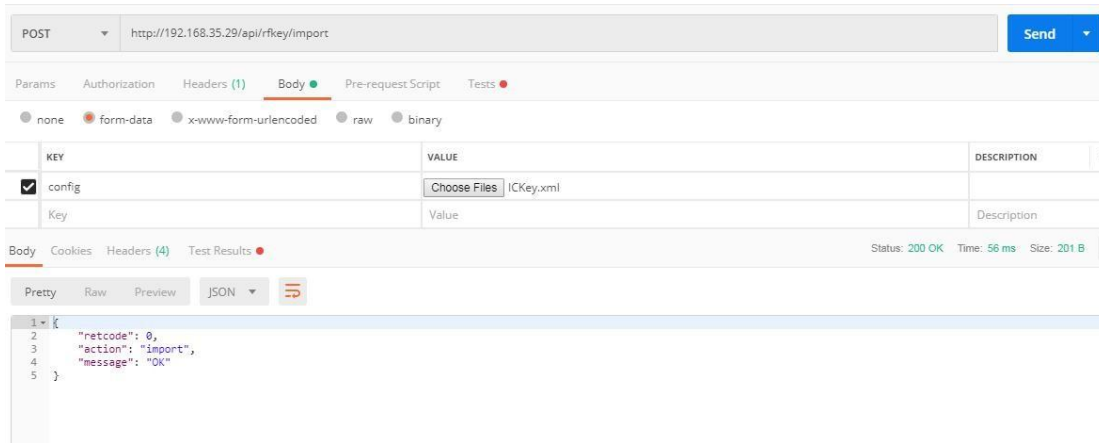 POST http://192.168.35.29/api/rfkey/import Send
Params Authorization Headers (1) Body Pre-request Script Tests
none form-data x-www-form-urlencoded raw binary
KEY VALUE DESCRIPTION
config Choose Files ICKey.xml
Key Value Description
Body Cookies Headers (4) Test Results Status: 200 OK Time: 56 ms Size: 201 B
Pretty Raw Preview JSON
1 {
2 "retcode": 0,
3 "action": "import",
4 "message": "OK"
5 }